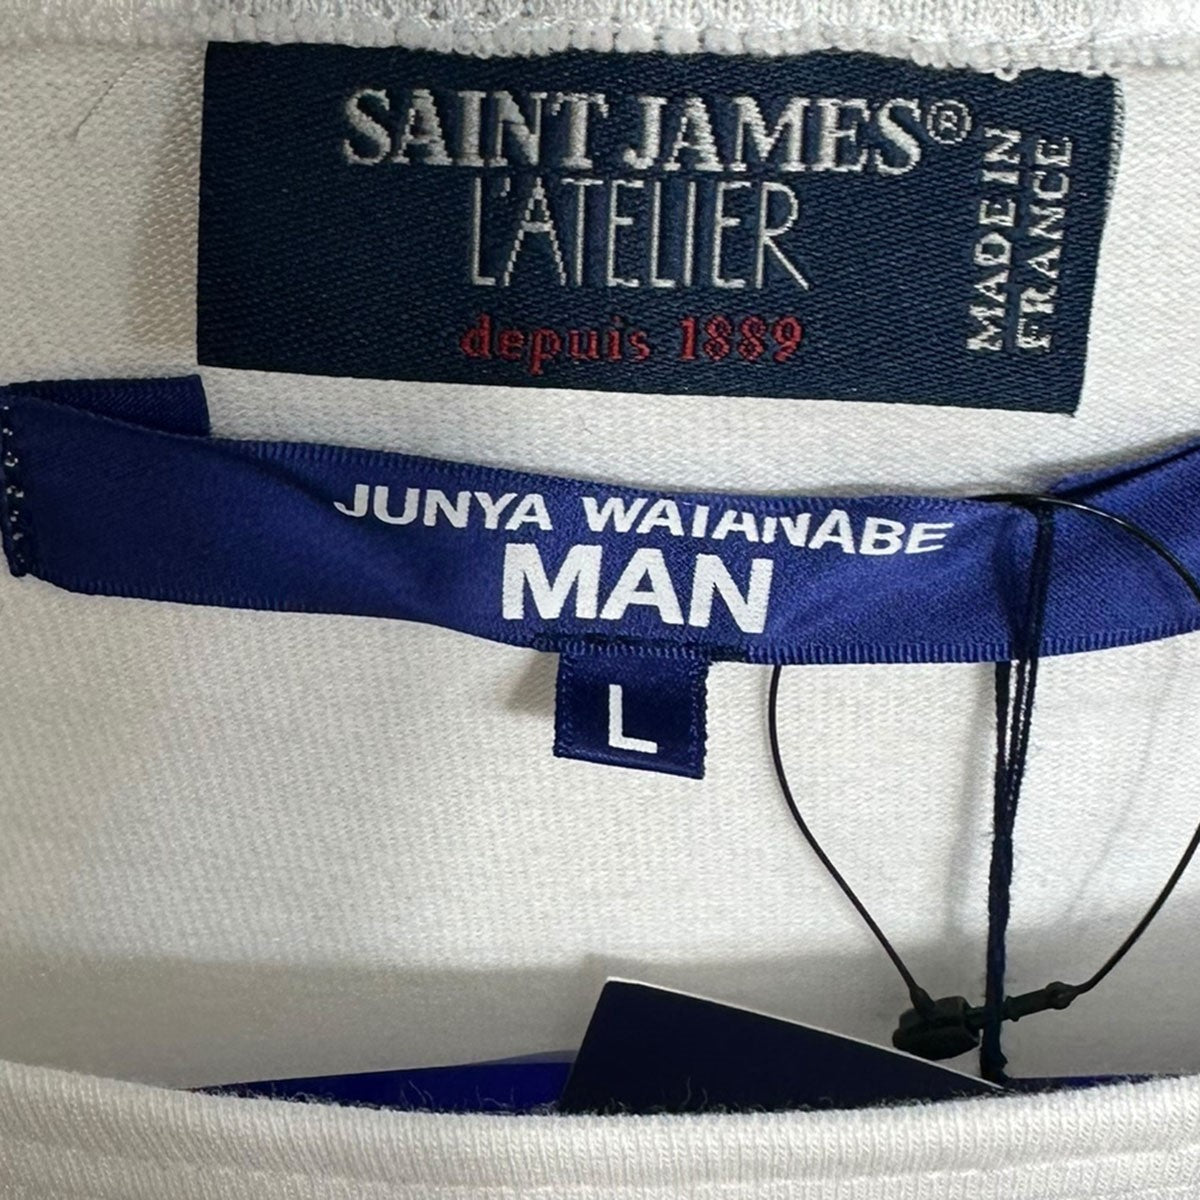 SAINT JAMES®
L'ATELIER
depuis 1889
MADE IN
FRANCE
JUNYA WATANABE
MAN
L